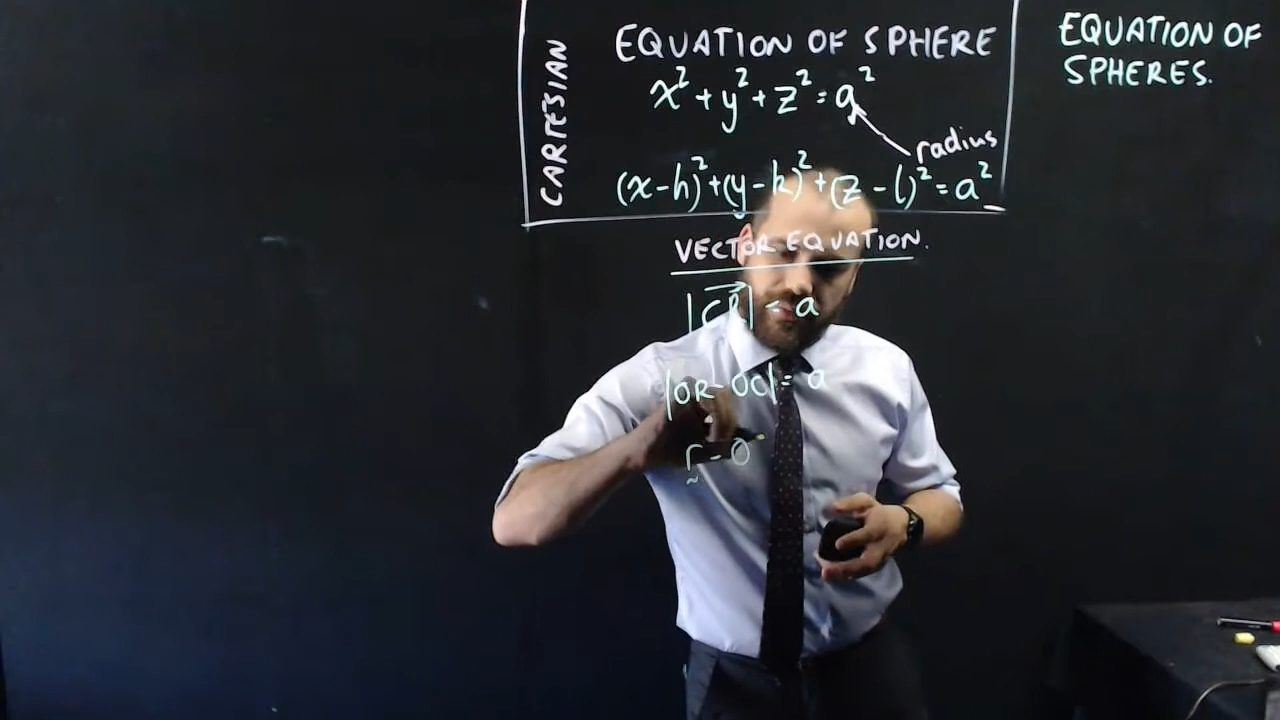 EQUATION OF SPHERE
x² + y² + z² = a²
radius
(x-h)² + (y-k)² + (z-l)² = a²
CARTESIAN
VECTOR EQUATION.
|CR⃗| = a
|OR-OC| = a
r̰ - O
EQUATION OF
SPHERES.